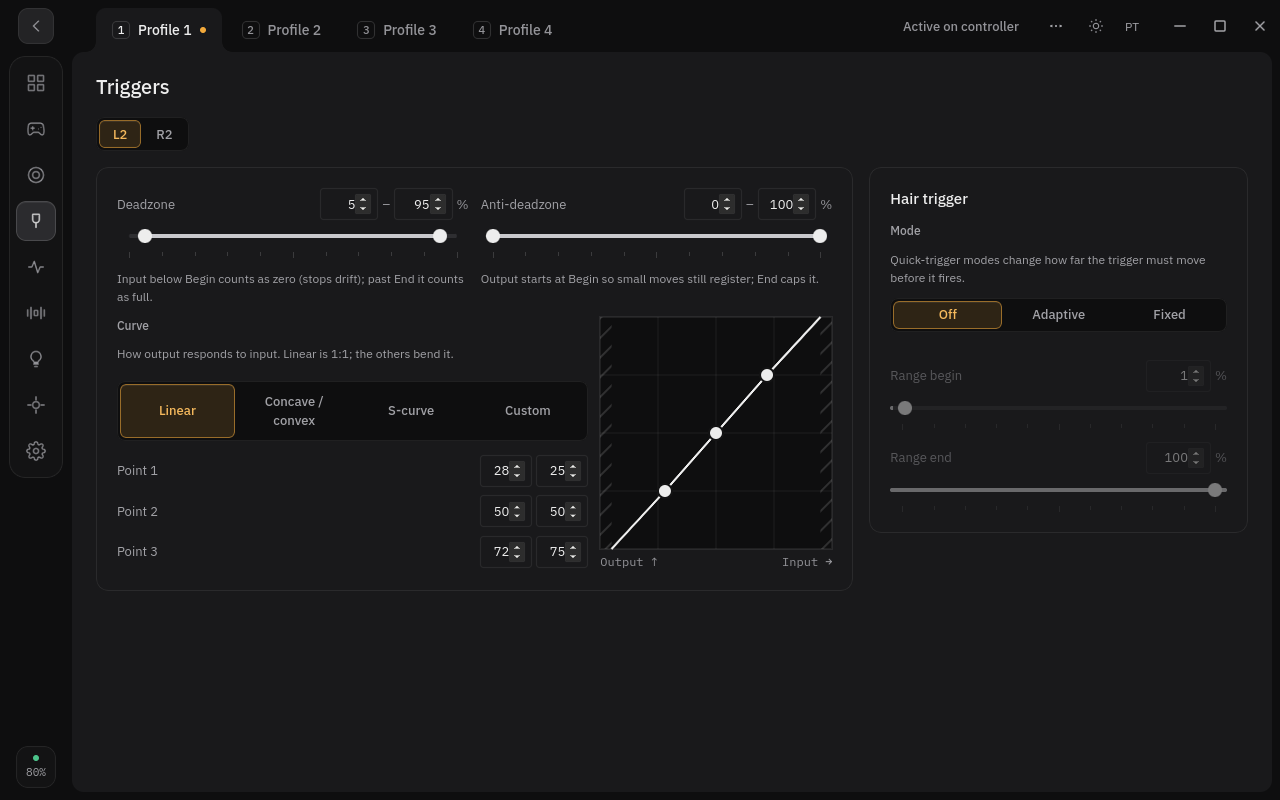 1 Profile 1
2 Profile 2
3 Profile 3
4 Profile 4
Active on controller
PT
Triggers
L2 R2
Deadzone 5 – 95 %
Anti-deadzone 0 – 100 %
Input below Begin counts as zero (stops drift); past End it counts
as full.
Output starts at Begin so small moves still register; End caps it.
Curve
How output responds to input. Linear is 1:1; the others bend it.
Linear
Concave /
convex
S-curve
Custom
Point 1 28 25
Point 2 50 50
Point 3 72 75
Output ↑ Input →
Hair trigger
Mode
Quick-trigger modes change how far the trigger must move
before it fires.
Off Adaptive Fixed
Range begin 1 %
Range end 100 %
80%